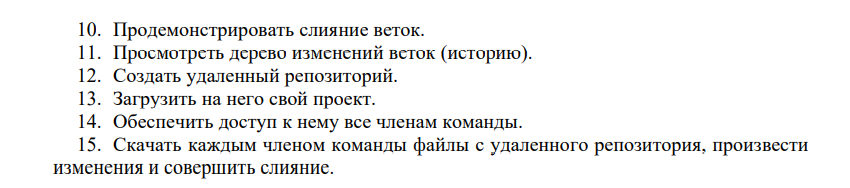 10. Продемонстрировать слияние веток.
11. Просмотреть дерево изменений веток (историю).
12. Создать удаленный репозиторий.
13. Загрузить на него свой проект.
14. Обеспечить доступ к нему все членам команды.
15. Скачать каждым членом команды файлы с удаленного репозитория, произвести
изменения и совершить слияние.